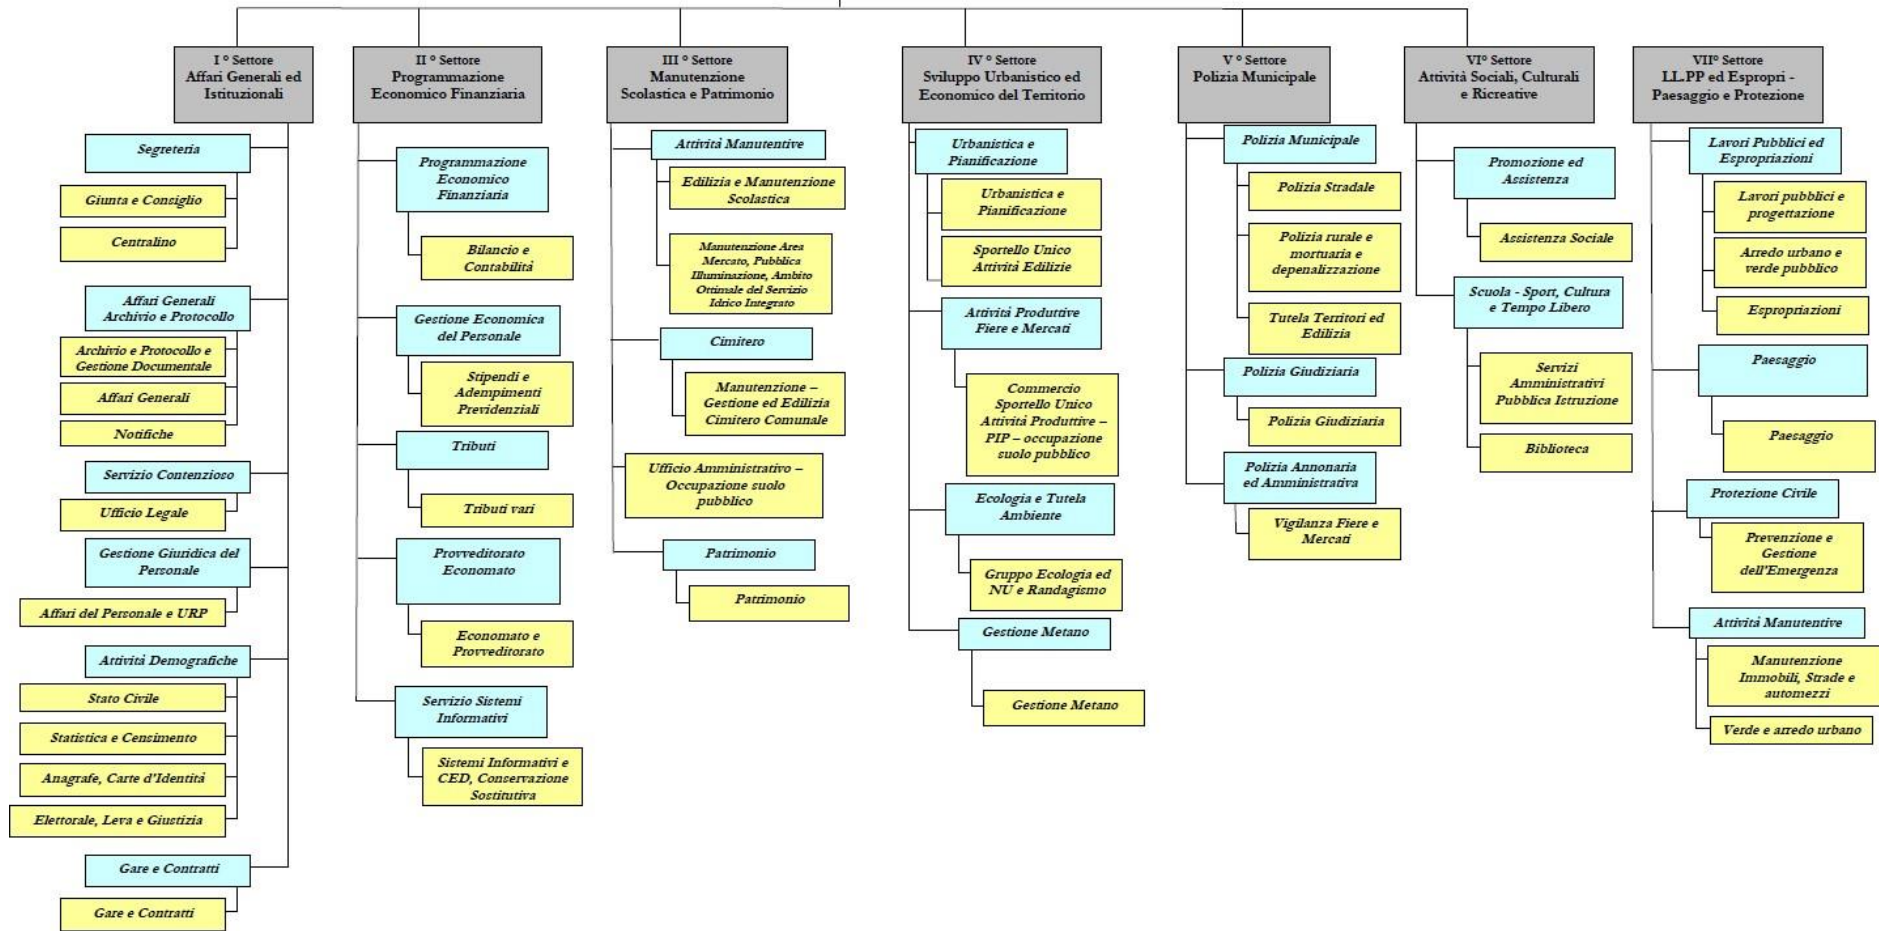 I ° Settore
Affari Generali ed
Istituzionali
Segreteria
Giunta e Consiglio
Centralino
Affari Generali
Archivio e Protocollo
Archivio e Protocollo e
Gestione Documentale
Affari Generali
Notifiche
Servizio Contenzioso
Ufficio Legale
Gestione Giuridica del
Personale
Affari del Personale e URP
Attività Demografiche
Stato Civile
Statistica e Censimento
Anagrafe, Carte d'Identità
Elettorale, Leva e Giustizia
Gare e Contratti
Gare e Contratti
II ° Settore
Programmazione
Economico Finanziaria
Programmazione
Economico
Finanziaria
Bilancio e
Contabilità
Gestione Economica
del Personale
Stipendi e
Adempimenti
Previdenziali
Tributi
Tributi vari
Provveditorato
Economato
Economato e
Provveditorato
Servizio Sistemi
Informativi
Sistemi Informativi e
CED, Conservazione
Sostitutiva
III ° Settore
Manutenzione
Scolastica e Patrimonio
Attività Manutentive
Edilizia e Manutenzione
Scolastica
Manutenzione Area
Mercato, Pubblica
Illuminazione, Ambito
Ottimale del Servizio
Idrico Integrato
Cimitero
Manutenzione –
Gestione ed Edilizia
Cimitero Comunale
Ufficio Amministrativo –
Occupazione suolo
pubblico
Patrimonio
Patrimonio
IV ° Settore
Sviluppo Urbanistico ed
Economico del Territorio
Urbanistica e
Pianificazione
Urbanistica e
Pianificazione
Sportello Unico
Attività Edilizie
Attività Produttive
Fiere e Mercati
Commercio
Sportello Unico
Attività Produttive –
PIP – occupazione
suolo pubblico
Ecologia e Tutela
Ambiente
Gruppo Ecologia ed
NU e Randagismo
Gestione Metano
Gestione Metano
V ° Settore
Polizia Municipale
Polizia Municipale
Polizia Stradale
Polizia rurale e
mortuaria e
depenalizzazione
Tutela Territori ed
Edilizia
Polizia Giudiziaria
Polizia Giudiziaria
Polizia Annonaria
ed Amministrativa
Vigilanza Fiere e
Mercati
VI° Settore
Attività Sociali, Culturali
e Ricreative
Promozione ed
Assistenza
Assistenza Sociale
Scuola - Sport, Cultura
e Tempo Libero
Servizi
Amministrativi
Pubblica Istruzione
Biblioteca
VII° Settore
LL.PP ed Espropri -
Paesaggio e Protezione
Lavori Pubblici ed
Espropriazioni
Lavori pubblici e
progettazione
Arredo urbano e
verde pubblico
Espropriazioni
Paesaggio
Paesaggio
Protezione Civile
Prevenzione e
Gestione
dell'Emergenza
Attività Manutentive
Manutenzione
Immobili, Strade e
automezzi
Verde e arredo urbano